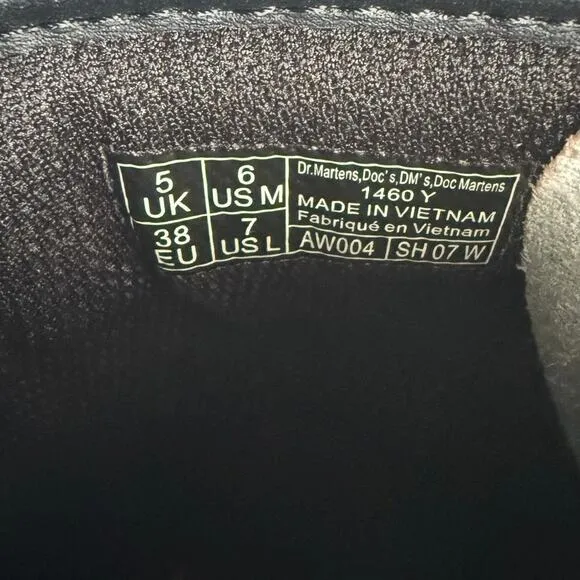 5
UK
6
US M
38
EU
7
US L
Dr.Martens,Doc's,DM's,Doc Martens
1460 Y
MADE IN VIETNAM
Fabriqué en Vietnam
AW004 SH 07 W